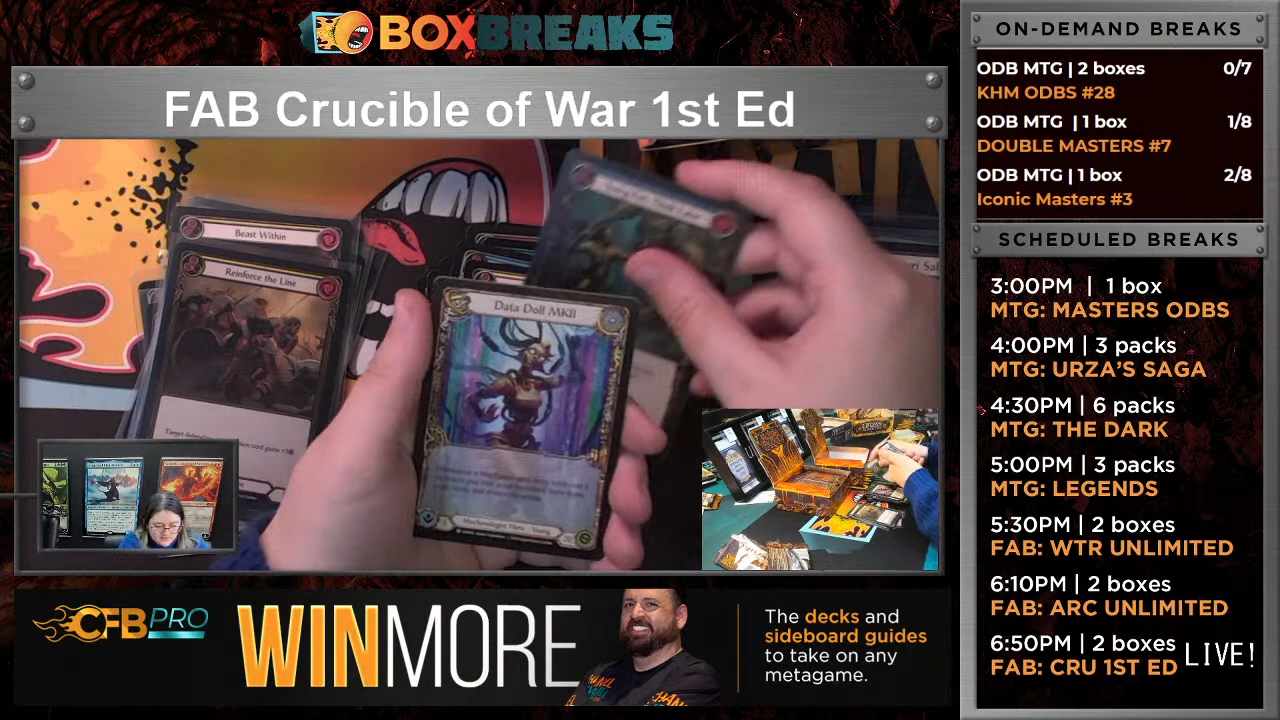 BOXBREAKS
FAB Crucible of War 1st Ed
Beast Within
Reinforce the Line
Data Doll MKII
CFB PRO
WINMORE
The decks and
sideboard guides
to take on any
metagame.
ON-DEMAND BREAKS
ODB MTG | 2 boxes 0/7
KHM ODBS #28
ODB MTG | 1 box 1/8
DOUBLE MASTERS #7
ODB MTG | 1 box 2/8
Iconic Masters #3
SCHEDULED BREAKS
3:00PM | 1 box
MTG: MASTERS ODBS
4:00PM | 3 packs
MTG: URZA'S SAGA
4:30PM | 6 packs
MTG: THE DARK
5:00PM | 3 packs
MTG: LEGENDS
5:30PM | 2 boxes
FAB: WTR UNLIMITED
6:10PM | 2 boxes
FAB: ARC UNLIMITED
6:50PM | 2 boxes
FAB: CRU 1ST ED LIVE!